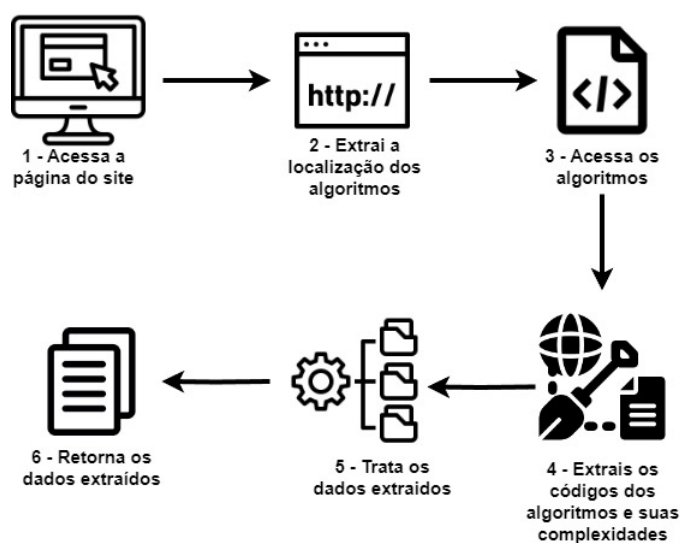 http://
</>
1 - Acessa a
página do site
2 - Extrai a
localização dos
algoritmos
3 - Acessa os
algoritmos
4 - Extrais os
códigos dos
algoritmos e suas
complexidades
5 - Trata os
dados extraidos
6 - Retorna os
dados extraídos